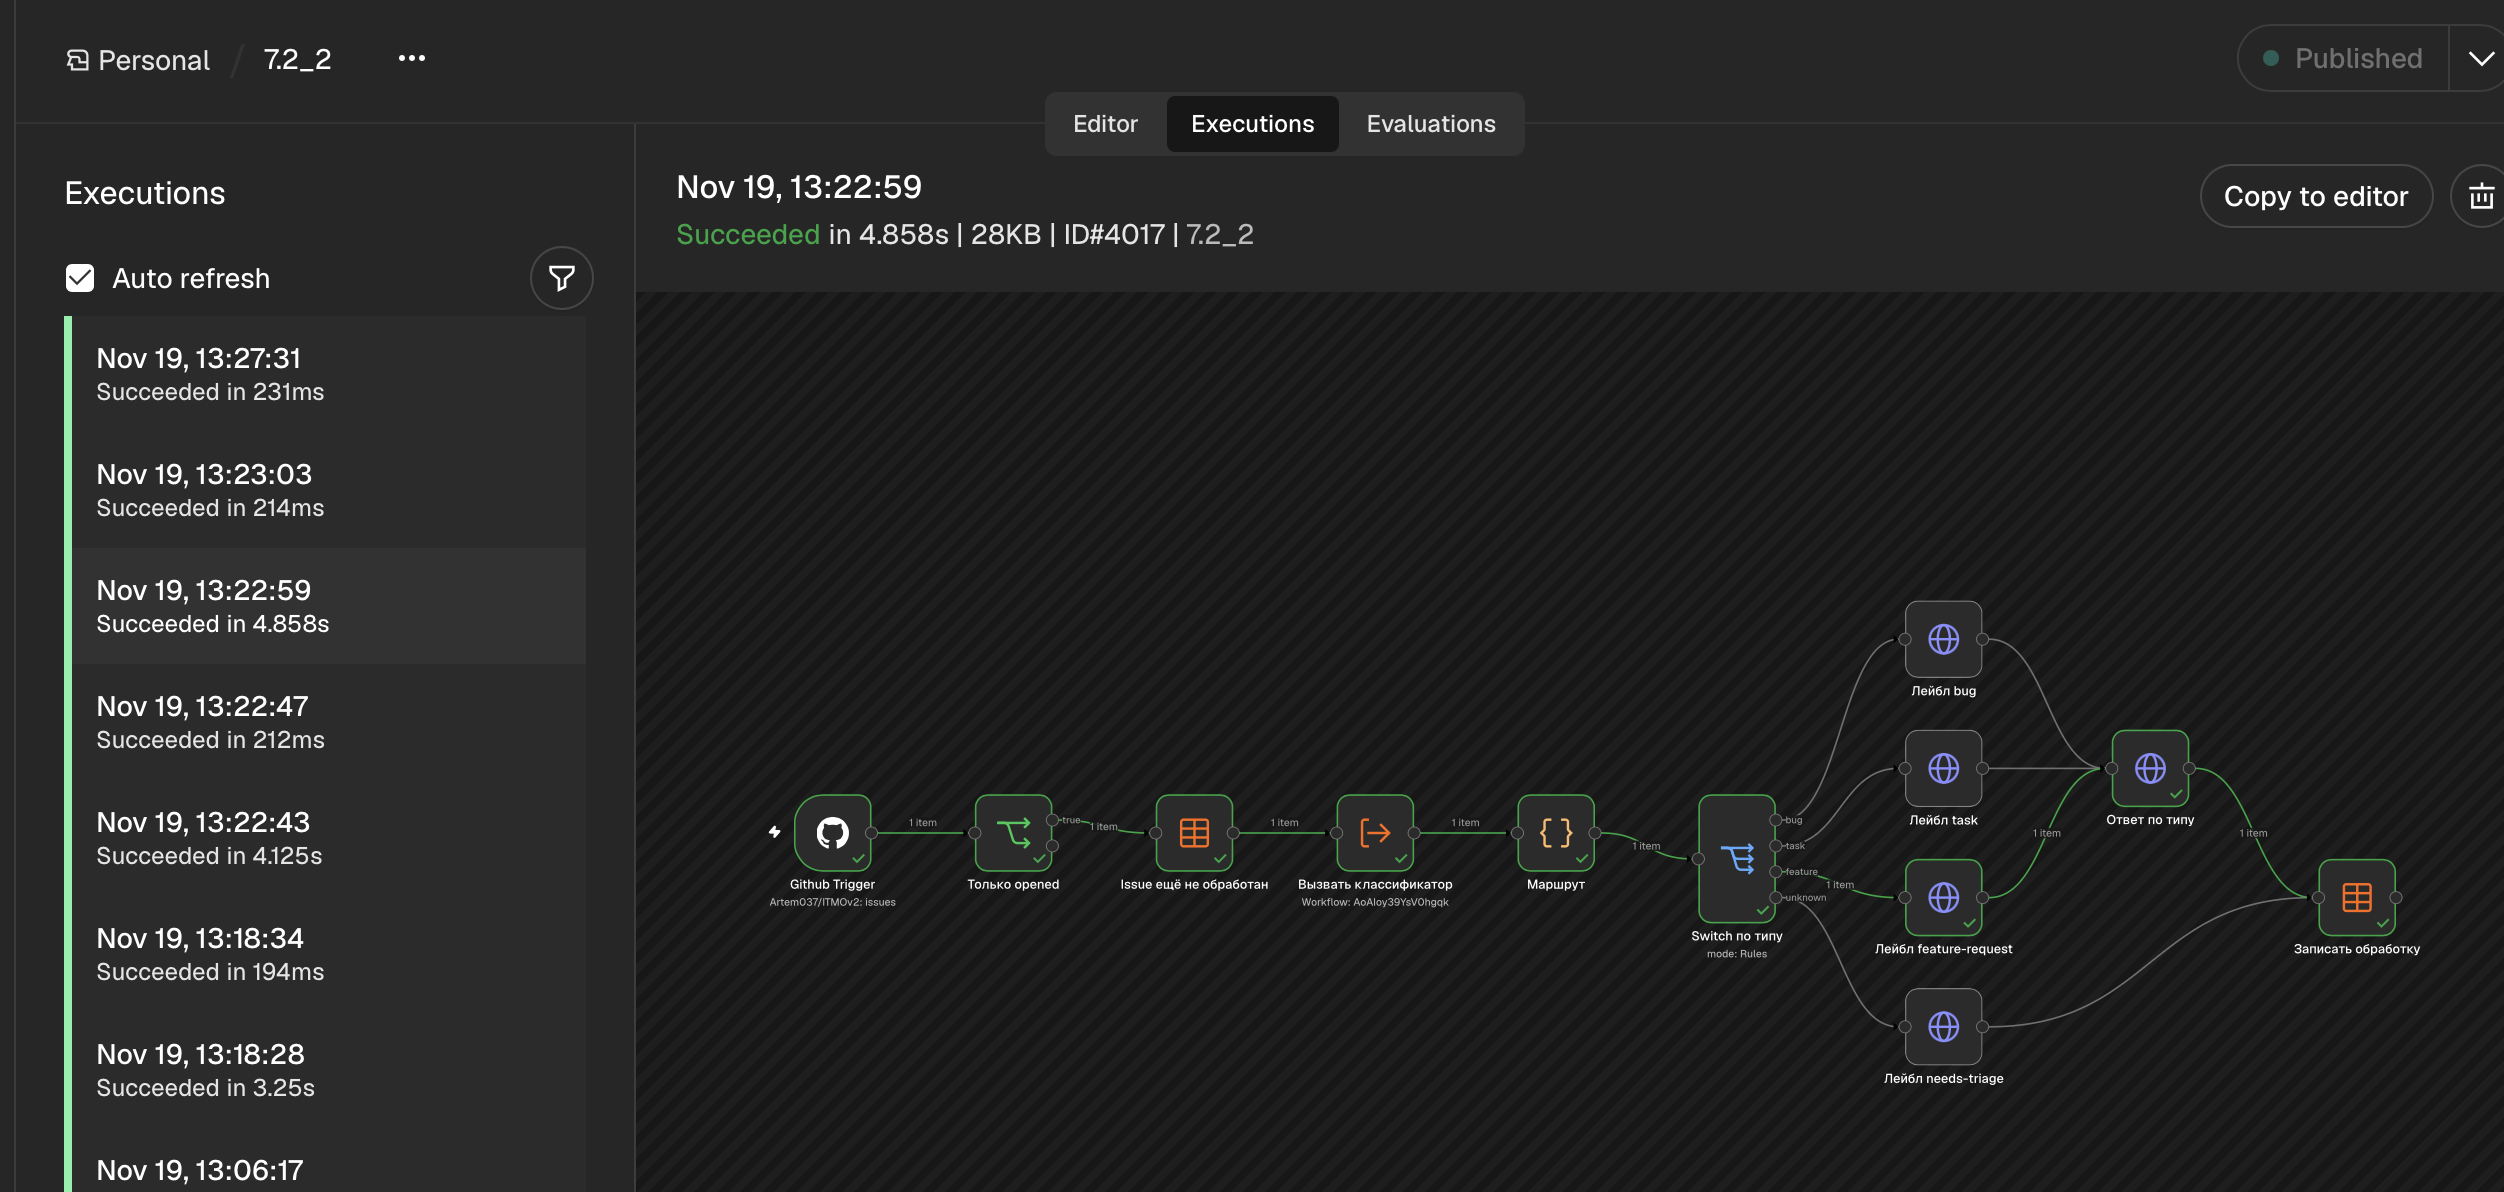 Personal / 7.2_2 •••
Published
Editor Executions Evaluations
Executions
Auto refresh
Nov 19, 13:27:31
Succeeded in 231ms
Nov 19, 13:23:03
Succeeded in 214ms
Nov 19, 13:22:59
Succeeded in 4.858s
Nov 19, 13:22:47
Succeeded in 212ms
Nov 19, 13:22:43
Succeeded in 4.125s
Nov 19, 13:18:34
Succeeded in 194ms
Nov 19, 13:18:28
Succeeded in 3.25s
Nov 19, 13:06:17
Nov 19, 13:22:59
Succeeded in 4.858s | 28KB | ID#4017 | 7.2_2
Copy to editor
Github Trigger
Artem037/ITMOv2: issues
1 item
Только opened
true
1 item
Issue ещё не обработан
1 item
Вызвать классификатор
Workflow: AoAIoy39YsV0hgqk
1 item
Маршрут
1 item
Switch по типу
mode: Rules
bug
task
feature
unknown
1 item
Лейбл bug
Лейбл task
Лейбл feature-request
Лейбл needs-triage
1 item
Ответ по типу
1 item
Записать обработку